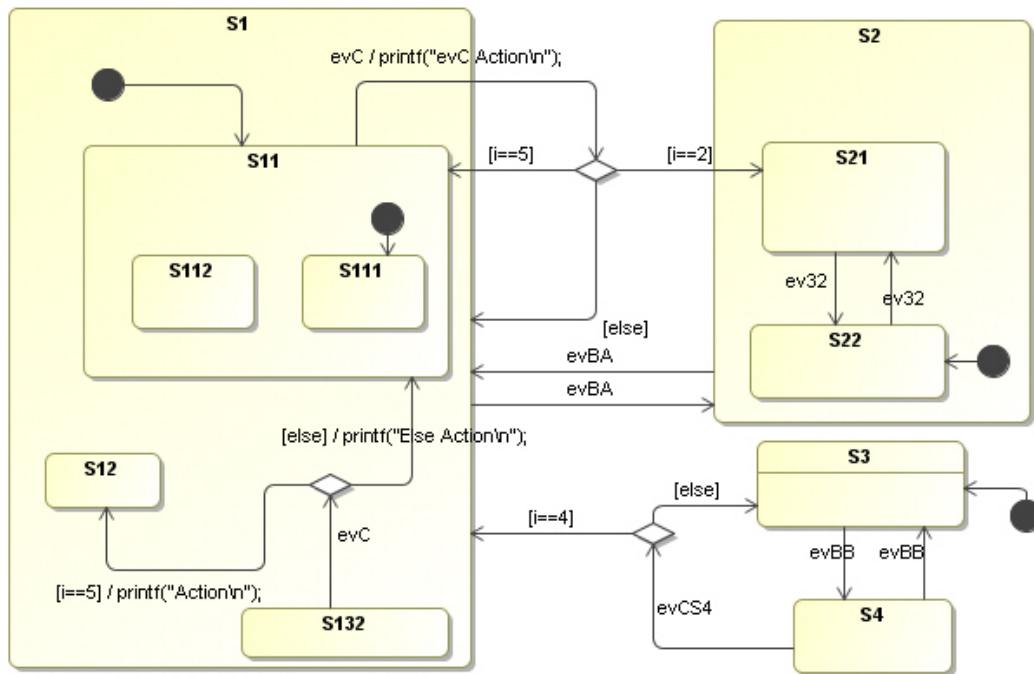 S1
S2
evC / printf("evC Action\n");
S11
[i==5]
[i==2]
S21
S112
S111
ev32
ev32
[else]
S22
evBA
evBA
[else] / printf("Else Action\n");
S12
S3
[else]
[i==4]
evC
evBB
evBB
[i==5] / printf("Action\n");
evCS4
S132
S4